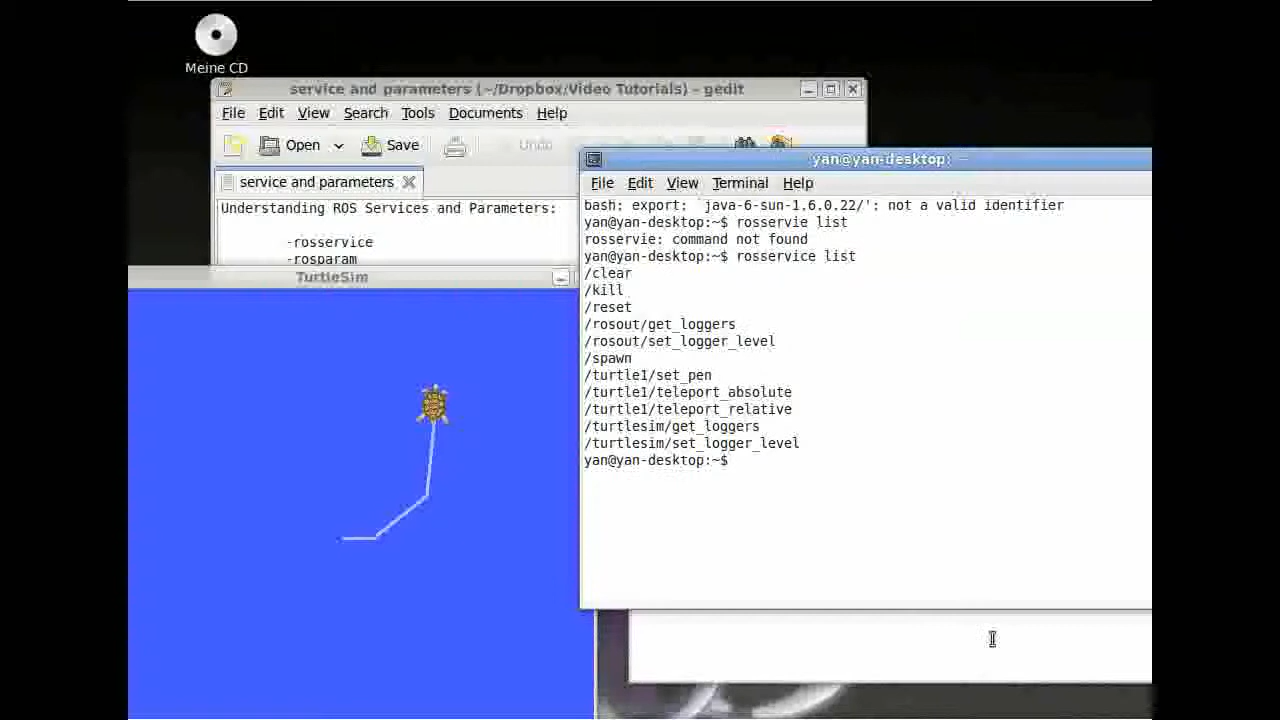 Meine CD
service and parameters (~/Dropbox/Video Tutorials) - gedit
File Edit View Search Tools Documents Help
Open Save Undo
service and parameters
Understanding ROS Services and Parameters:
-rosservice
-rosparam
TurtleSim
yan@yan-desktop: ~
File Edit View Terminal Help
bash: export: `java-6-sun-1.6.0.22/': not a valid identifier
yan@yan-desktop:~$ rosservie list
rosservie: command not found
yan@yan-desktop:~$ rosservice list
/clear
/kill
/reset
/rosout/get_loggers
/rosout/set_logger_level
/spawn
/turtle1/set_pen
/turtle1/teleport_absolute
/turtle1/teleport_relative
/turtlesim/get_loggers
/turtlesim/set_logger_level
yan@yan-desktop:~$